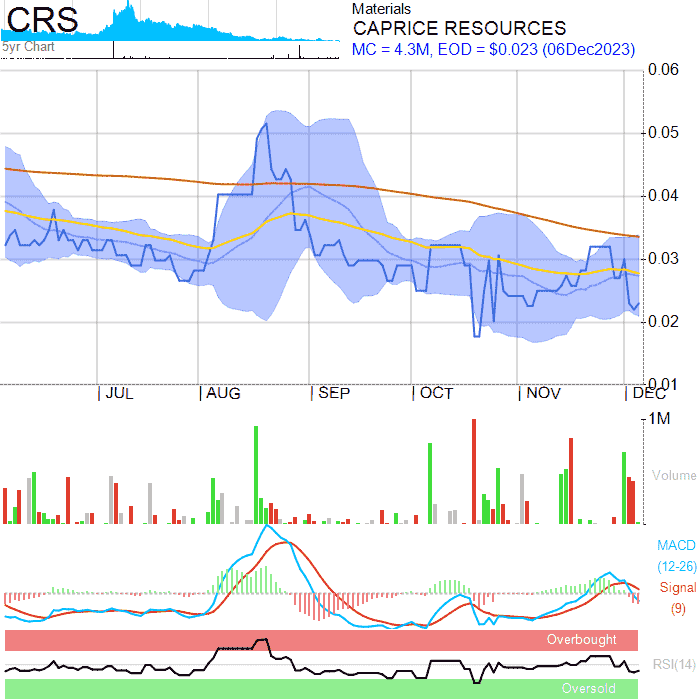 CRS
5yr Chart
Materials
CAPRICE RESOURCES
MC = 4.3M, EOD = $0.023 (06Dec2023)
0.06
0.05
0.04
0.03
0.02
0.01
JUL AUG SEP OCT NOV DEC
1M
Volume
MACD
(12-26)
Signal
(9)
Overbought
RSI(14)
Oversold